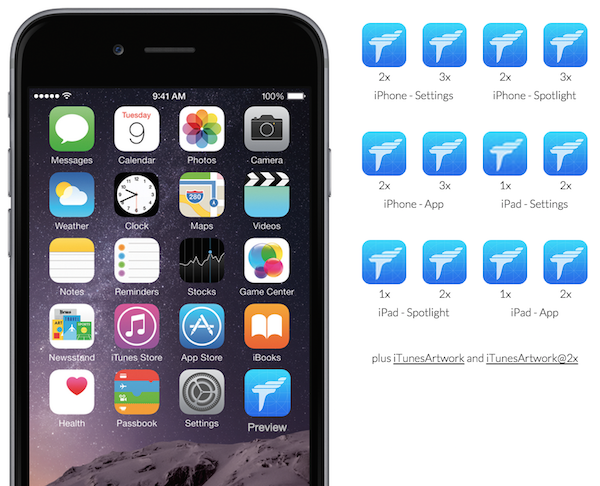 9:41 AM 100%
Tuesday
9
Messages Calendar Photos Camera
280
Weather Clock Maps Videos
Notes Reminders Stocks Game Center
Newsstand iTunes Store App Store iBooks
Health Passbook Settings Preview
2x 3x 2x 3x
iPhone - Settings iPhone - Spotlight
2x 3x 1x 2x
iPhone - App iPad - Settings
1x 2x 1x 2x
iPad - Spotlight iPad - App
plus iTunesArtwork and iTunesArtwork@2x